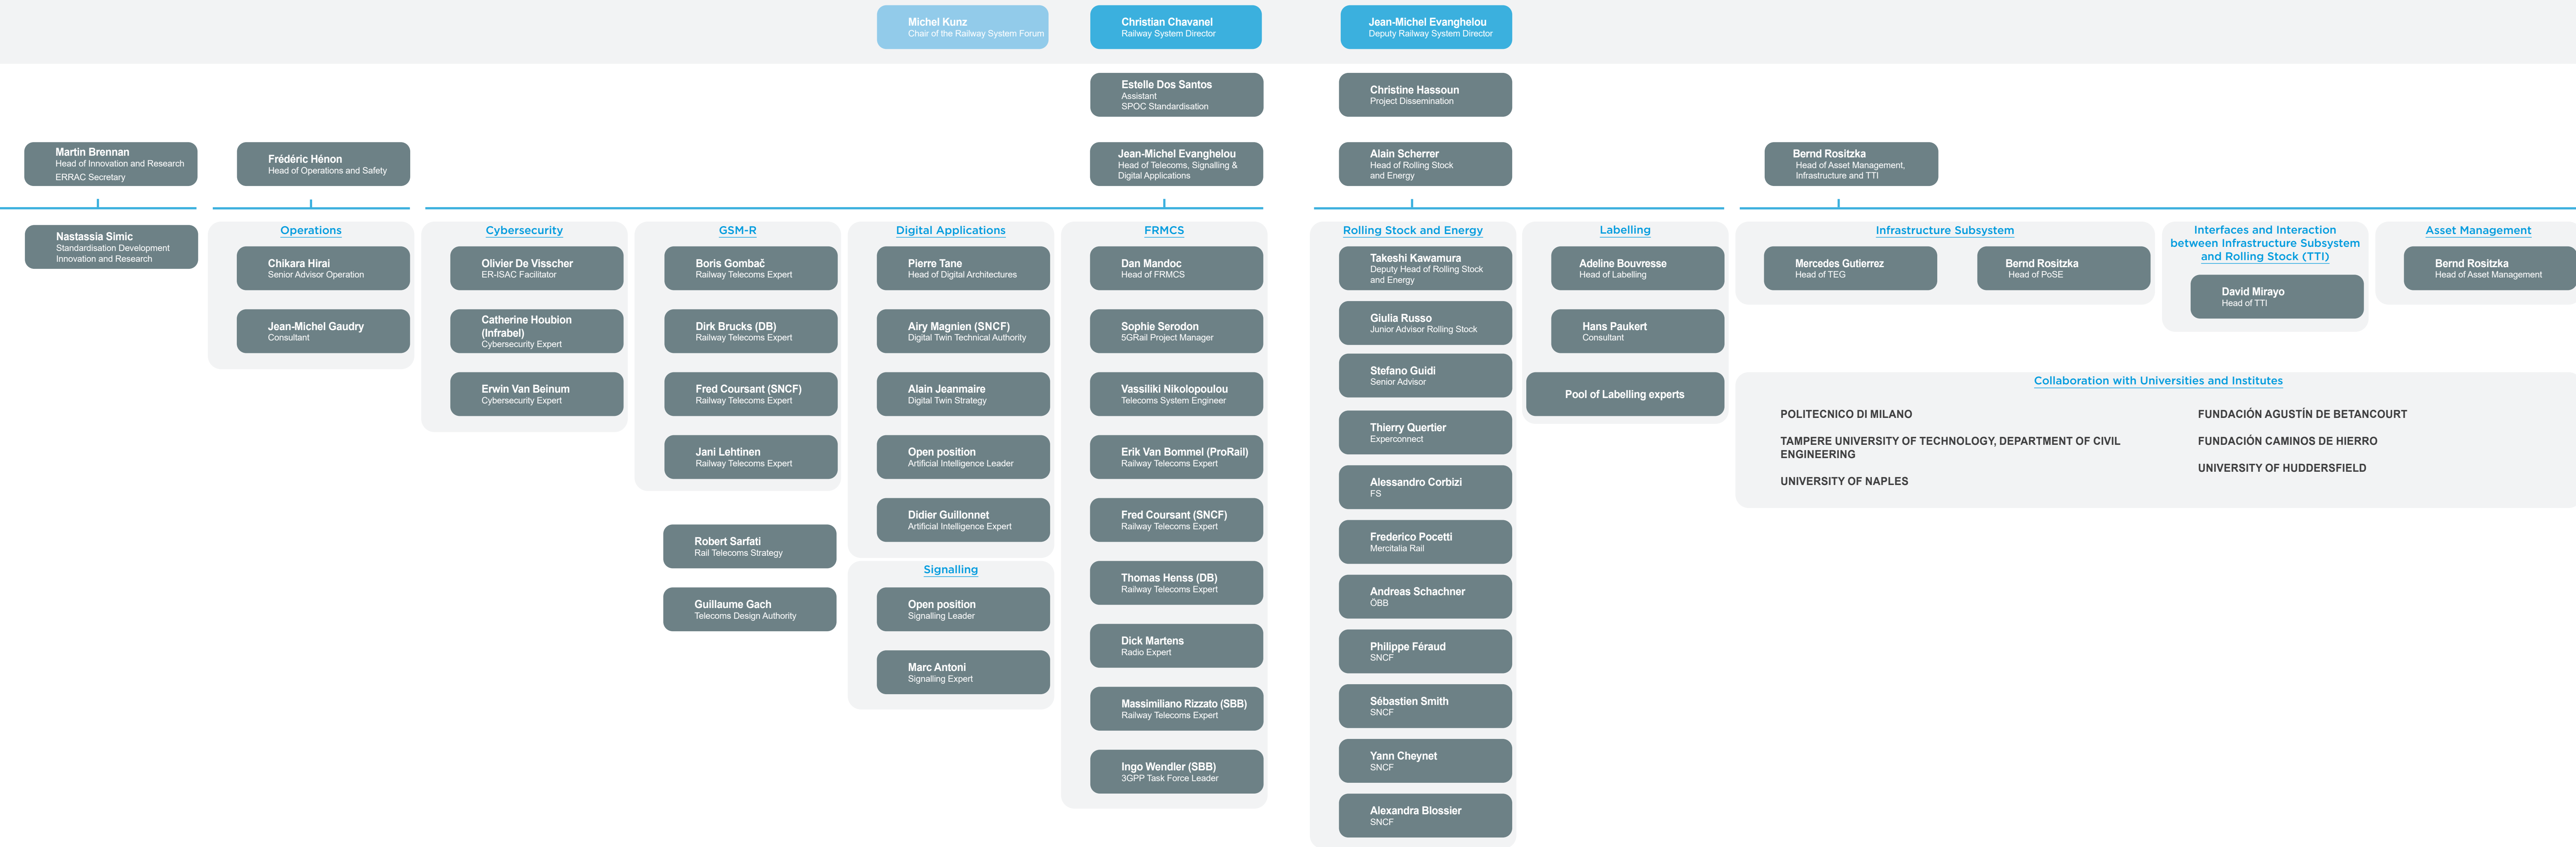 Michel Kunz
Chair of the Railway System Forum
Christian Chavanel
Railway System Director
Jean-Michel Evanghelou
Deputy Railway System Director
Estelle Dos Santos
Assistant
SPOC Standardisation
Christine Hassoun
Project Dissemination
Martin Brennan
Head of Innovation and Research
ERRAC Secretary
Frédéric Hénon
Head of Operations and Safety
Jean-Michel Evanghelou
Head of Telecoms, Signalling &
Digital Applications
Alain Scherrer
Head of Rolling Stock
and Energy
Bernd Rositzka
Head of Asset Management,
Infrastructure and TTI
Nastassia Simic
Standardisation Development
Innovation and Research
Operations
Chikara Hirai
Senior Advisor Operation
Jean-Michel Gaudry
Consultant
Cybersecurity
Olivier De Visscher
ER-ISAC Facilitator
Catherine Houbion
(Infrabel)
Cybersecurity Expert
Erwin Van Beinum
Cybersecurity Expert
GSM-R
Boris Gombač
Railway Telecoms Expert
Dirk Brucks (DB)
Railway Telecoms Expert
Fred Coursant (SNCF)
Railway Telecoms Expert
Jani Lehtinen
Railway Telecoms Expert
Robert Sarfati
Rail Telecoms Strategy
Guillaume Gach
Telecoms Design Authority
Digital Applications
Pierre Tane
Head of Digital Architectures
Airy Magnien (SNCF)
Digital Twin Technical Authority
Alain Jeanmaire
Digital Twin Strategy
Open position
Artificial Intelligence Leader
Didier Guillonnet
Artificial Intelligence Expert
Signalling
Open position
Signalling Leader
Marc Antoni
Signalling Expert
FRMCS
Dan Mandoc
Head of FRMCS
Sophie Serodon
5GRail Project Manager
Vassiliki Nikolopoulou
Telecoms System Engineer
Erik Van Bommel (ProRail)
Railway Telecoms Expert
Fred Coursant (SNCF)
Railway Telecoms Expert
Thomas Henss (DB)
Railway Telecoms Expert
Dick Martens
Radio Expert
Massimiliano Rizzato (SBB)
Railway Telecoms Expert
Ingo Wendler (SBB)
3GPP Task Force Leader
Rolling Stock and Energy
Takeshi Kawamura
Deputy Head of Rolling Stock
and Energy
Giulia Russo
Junior Advisor Rolling Stock
Stefano Guidi
Senior Advisor
Thierry Quertier
Experconnect
Alessandro Corbizi
FS
Frederico Pocetti
Mercitalia Rail
Andreas Schachner
ÖBB
Philippe Féraud
SNCF
Sébastien Smith
SNCF
Yann Cheynet
SNCF
Alexandra Blossier
SNCF
Labelling
Adeline Bouvresse
Head of Labelling
Hans Paukert
Consultant
Pool of Labelling experts
Infrastructure Subsystem
Mercedes Gutierrez
Head of TEG
Bernd Rositzka
Head of PoSE
Interfaces and Interaction
between Infrastructure Subsystem
and Rolling Stock (TTI)
David Mirayo
Head of TTI
Asset Management
Bernd Rositzka
Head of Asset Management
Collaboration with Universities and Institutes
POLITECNICO DI MILANO
TAMPERE UNIVERSITY OF TECHNOLOGY, DEPARTMENT OF CIVIL
ENGINEERING
UNIVERSITY OF NAPLES
FUNDACIÓN AGUSTÍN DE BETANCOURT
FUNDACIÓN CAMINOS DE HIERRO
UNIVERSITY OF HUDDERSFIELD